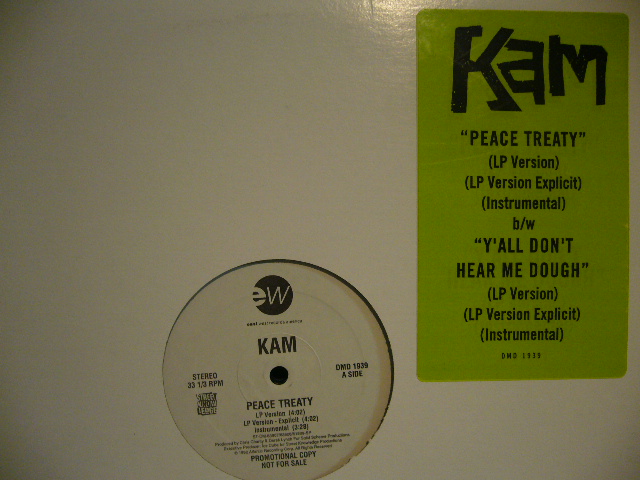 Kam
"PEACE TREATY"
(LP Version)
(LP Version Explicit)
(Instrumental)
b/w
"Y'ALL DON'T
HEAR ME DOUGH"
(LP Version)
(LP Version Explicit)
(Instrumental)
DMD 1939
ew
KAM
STEREO
33 1/3 RPM
DMD 1939
A SIDE
PEACE TREATY
LP Version (4:02)
LP Version - Explicit (4:02)
Instrumental (3:28)
PROMOTIONAL COPY
NOT FOR SALE